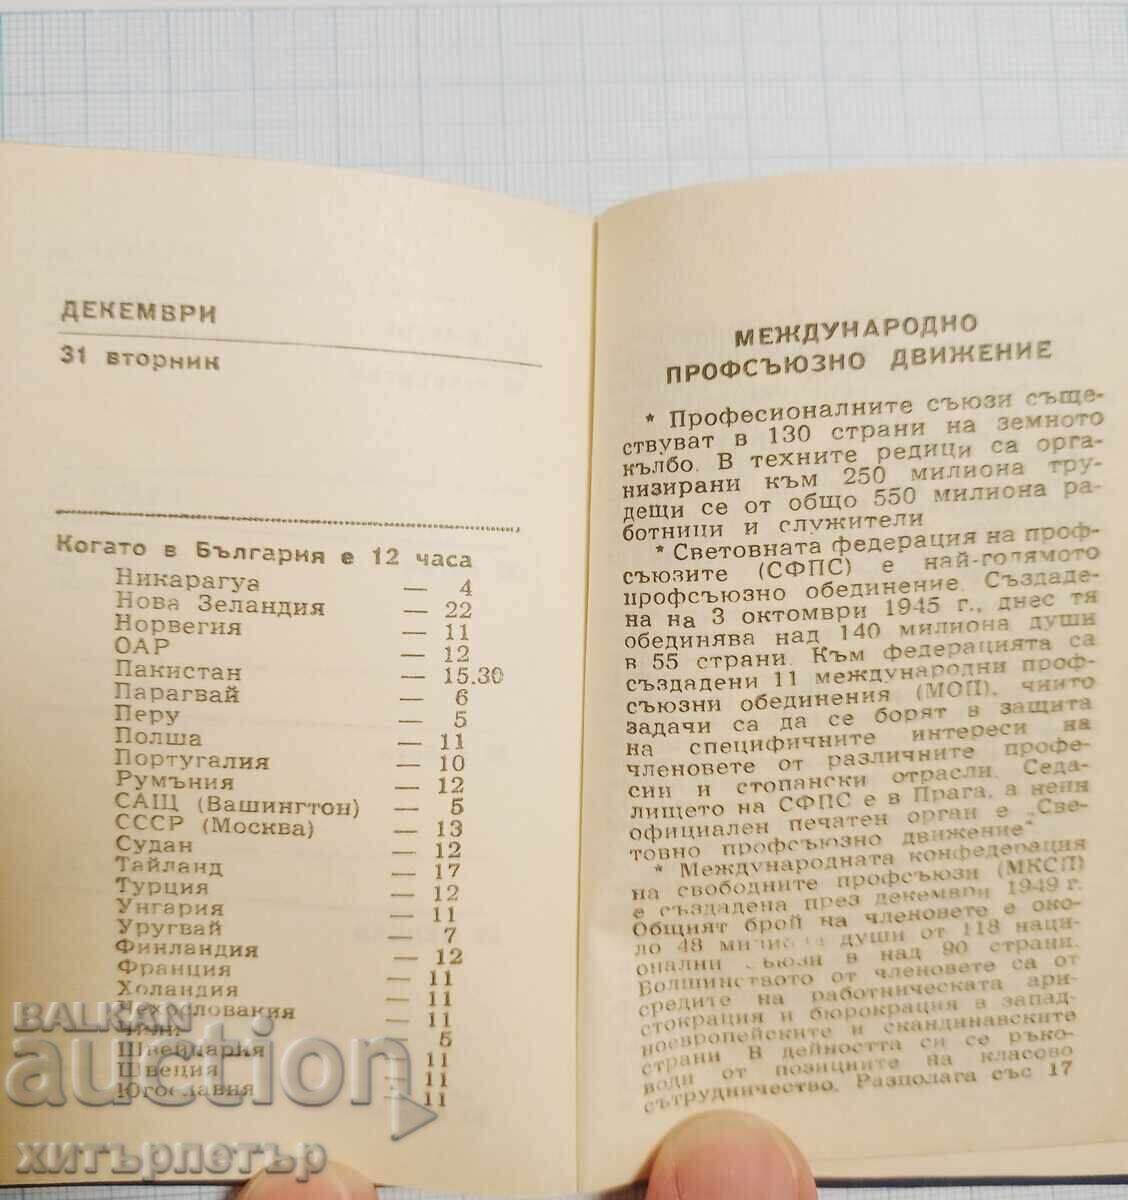 ДЕКЕМВРИ
31 вторник
Когато в България е 12 часа
Никарагуа — 4
Нова Зеландия — 22
Норвегия — 11
ОАР — 12
Пакистан — 15.30
Парагвай — 6
Перу — 5
Полша — 11
Португалия — 10
Румъния — 12
САЩ (Вашингтон) — 5
СССР (Москва) — 13
Судан — 12
Тайланд — 17
Турция — 12
Унгария — 11
Уругвай — 7
Финландия — 12
Франция — 11
Холандия — 11
Чехословакия — 11
Чили — 5
Швейцария — 11
Швеция — 11
Югославия — 11
МЕЖДУНАРОДНО
ПРОФСЪЮЗНО ДВИЖЕНИЕ
* Професионалните съюзи съще-
ствуват в 130 страни на земното
кълбо. В техните редици са орга-
низирани към 250 милиона тру-
дещи се от общо 550 милиона ра-
ботници и служители
* Световната федерация на проф-
съюзите (СФПС) е най-голямото
профсъюзно обединение. Създаде-
на на 3 октомври 1945 г., днес тя
обединява над 140 милиона души
в 55 страни. Към федерацията са
създадени 11 международни проф-
съюзни обединения (МОП), чиито
задачи са да се борят в защита
на специфичните интереси на
членовете от различните профе-
сии и стопански отрасли. Седа-
лището на СФПС е в Прага, а неин
официален печатен орган е „Све-
товно профсъюзно движение"
* Международната конфедерация
на свободните профсъюзи (МКСП)
е създадена през декември 1949 г.
Общият брой на членовете е око-
ло 48 милиона души от 118 наци-
онални съюзи в над 90 страни.
Болшинството от членовете са от
средите на работническата ари-
стокрация и бюрокрация в запад-
ноевропейските и скандинавските
страни В дейността си се ръко-
води от позициите на класово
сътрудничество. Разполага със 17
BALKAN
auction
хитърпетър